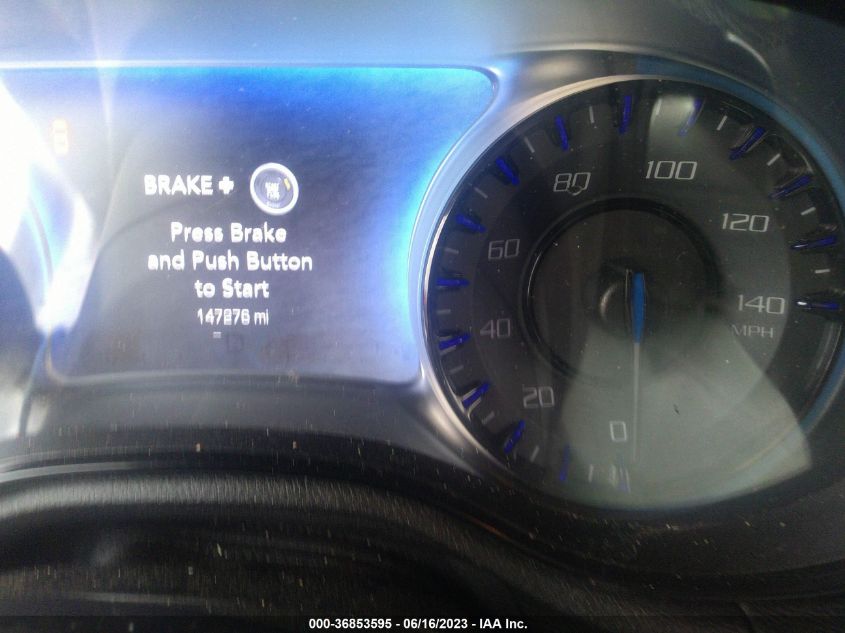 BRAKE +
Press Brake
and Push Button
to Start
147276 mi
0
20
40
60
80
100
120
140
MPH
000-36853595 - 06/16/2023 - IAA Inc.